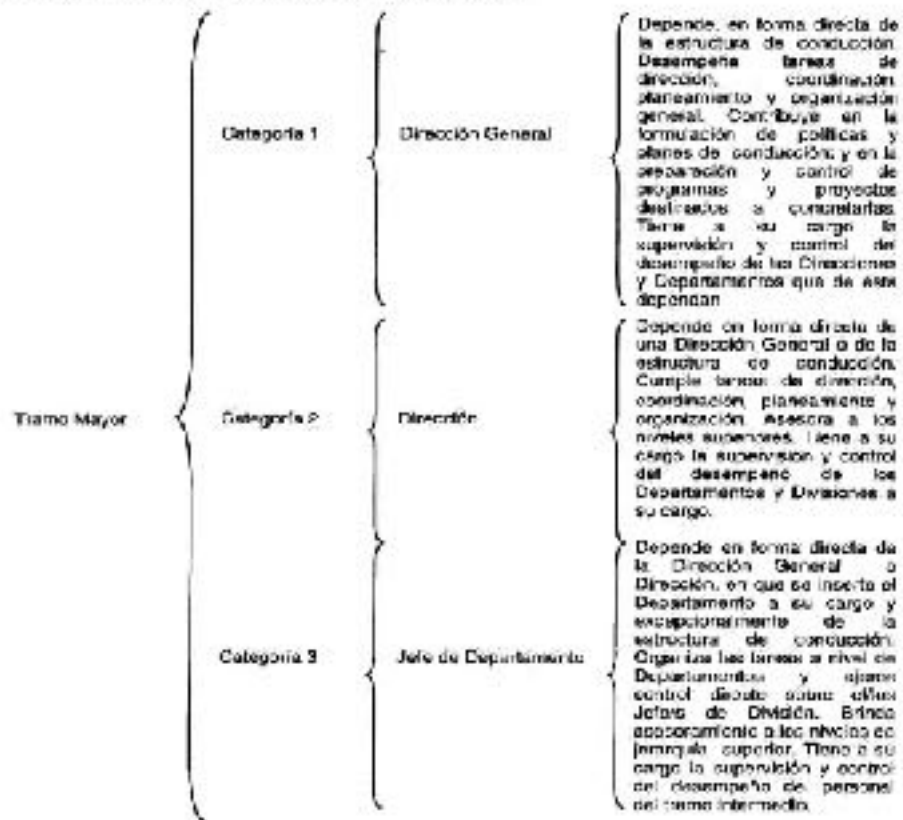 Depende, en forma directa de
la estructura de conducción.
Desempeña tareas de
dirección, coordinación,
planeamiento y organización
general. Contribuye en la
formulación de políticas y
planes de conducción; y en la
preparación y control de
programas y proyectos
destinados a concretarlas.
Tiene a su cargo la
supervisión y control del
desempeño de las Direcciones
y Departamentos que de esta
dependan
Categoría 1
Dirección General
Depende en forma directa de
una Dirección General o de la
estructura de conducción.
Cumple tareas de dirección,
coordinación, planeamiento y
organización. Asesora a los
niveles superiores. Tiene a su
cargo la supervisión y control
del desempeño de los
Departamentos y Divisiones a
su cargo.
Tramo Mayor
Categoría 2
Dirección
Depende en forma directa de
la Dirección General o
Dirección, en que se inserta el
Departamento a su cargo y
excepcionalmente de la
estructura de conducción.
Organiza las tareas a nivel de
Departamentos y ejerce
control directo sobre el/los
Jefes de División. Brinda
asesoramiento a los niveles de
jerarquía superior. Tiene a su
cargo la supervisión y control
del desempeño de personal
del tramo intermedio.
Categoría 3
Jefe de Departamento